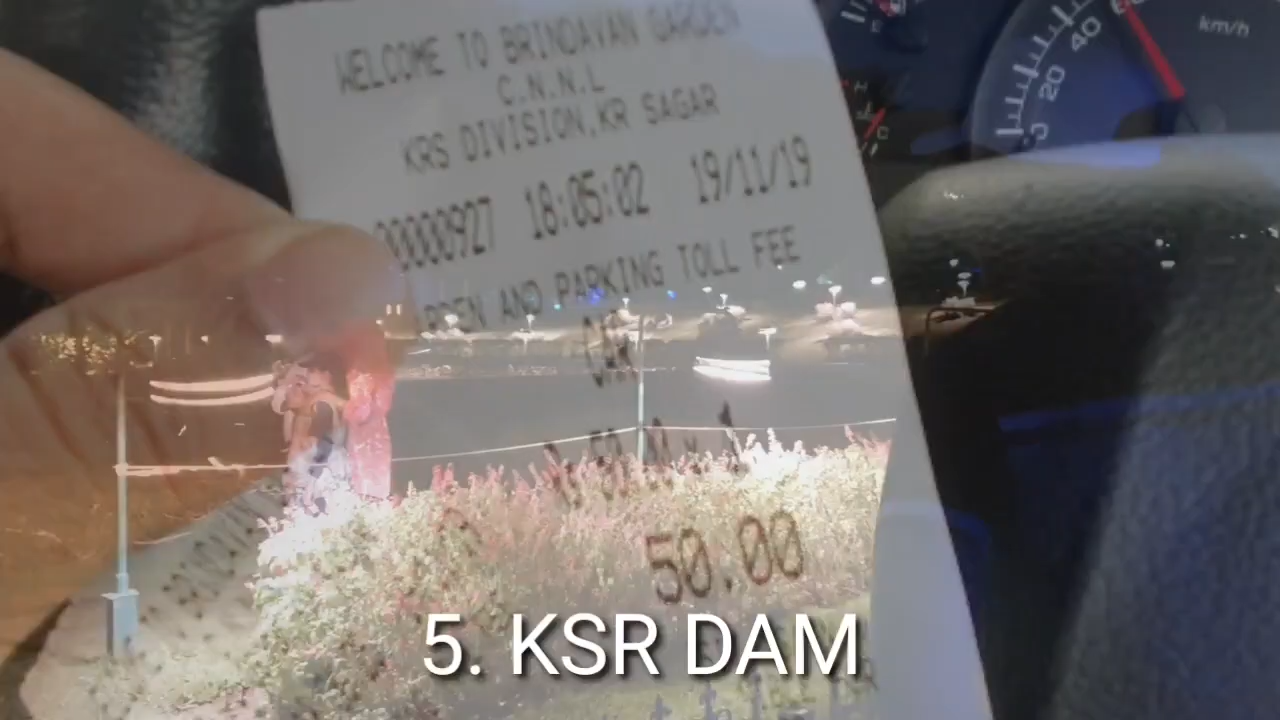 WELCOME TO BRINDAVAN GARDEN
C.N.N.L
KRS DIVISION,KR SAGAR
00000927 18:05:02 19/11/19
AND PARKING TOLL FEE
CAR
50.00
5. KSR DAM
km/h
40
20